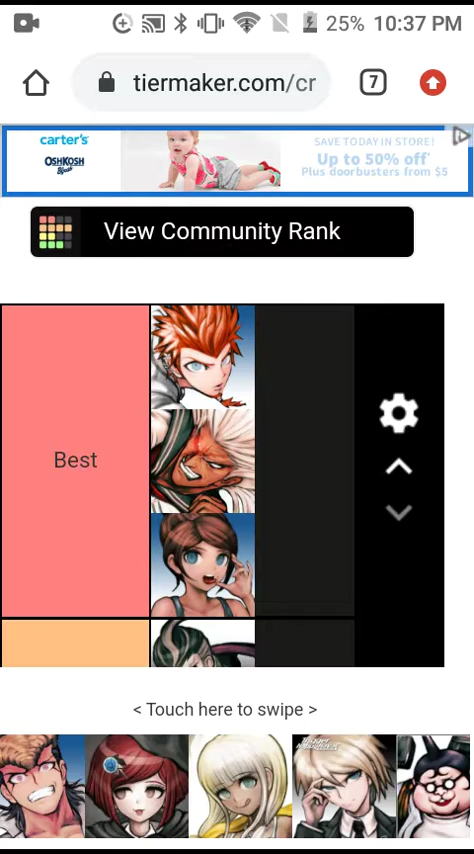 25% 10:37 PM
tiermaker.com/cr
7
carter's
OSHKOSH
B'gosh
SAVE TODAY IN STORE!
Up to 50% off*
Plus doorbusters from $5
View Community Rank
Best
< Touch here to swipe >